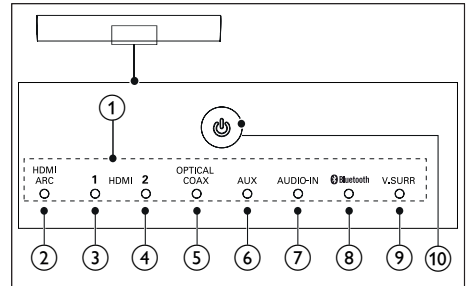 1
HDMI ARC
1 HDMI 2
OPTICAL COAX
AUX
AUDIO-IN
Bluetooth
V.SURR
2 3 4 5 6 7 8 9 10